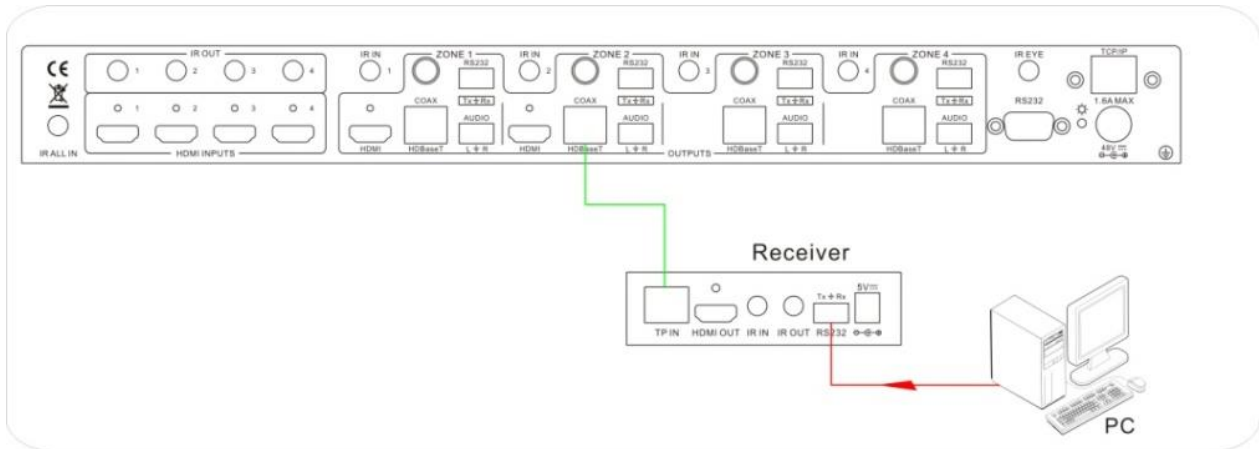 CE
IR OUT
1 2 3 4
IR IN ZONE 1 IR IN ZONE 2 IR IN ZONE 3 IR IN ZONE 4 IR EYE TCP/IP
1 RS232 2 RS232 3 RS232 4 RS232
COAX Tx Rx COAX Tx Rx COAX Tx Rx COAX Tx Rx RS232 1.6A MAX
1 2 3 4
AUDIO AUDIO AUDIO AUDIO
HDMI HDBaseT L R HDMI HDBaseT L R HDBaseT L R HDBaseT L R 48V
IR ALL IN HDMI INPUTS OUTPUTS
Receiver
5V
Tx Rx
TP IN HDMI OUT IR IN IR OUT RS232
PC